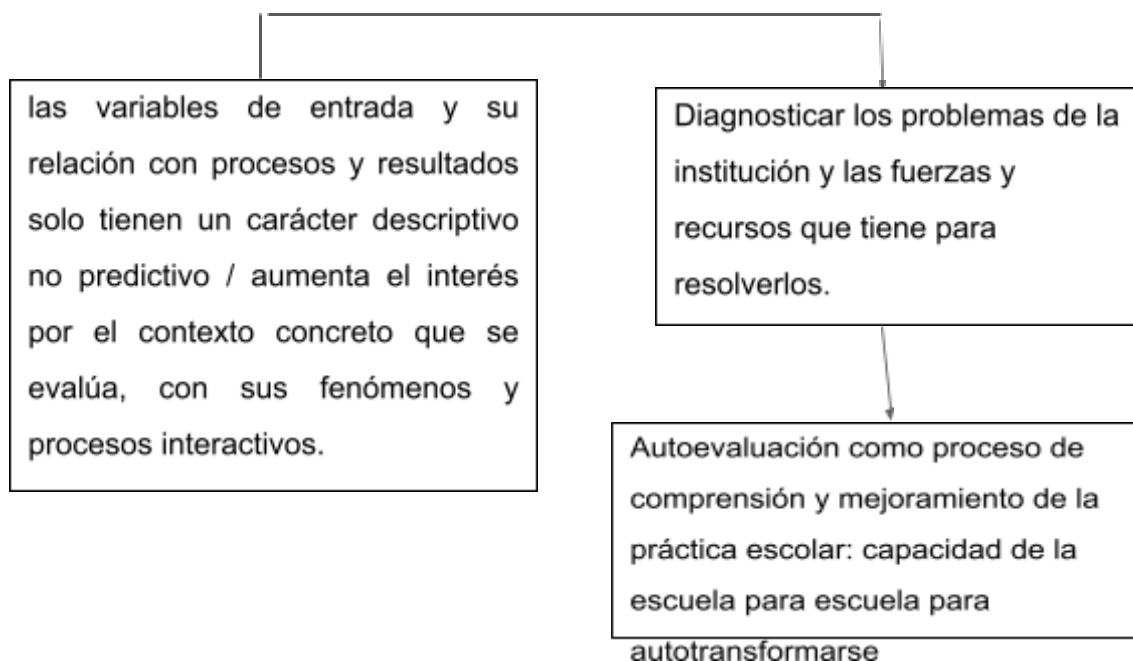 las variables de entrada y su
relación con procesos y resultados
solo tienen un carácter descriptivo
no predictivo / aumenta el interés
por el contexto concreto que se
evalúa, con sus fenómenos y
procesos interactivos.
Diagnosticar los problemas de la
institución y las fuerzas y
recursos que tiene para
resolverlos.
Autoevaluación como proceso de
comprensión y mejoramiento de la
práctica escolar: capacidad de la
escuela para escuela para
autotransformarse